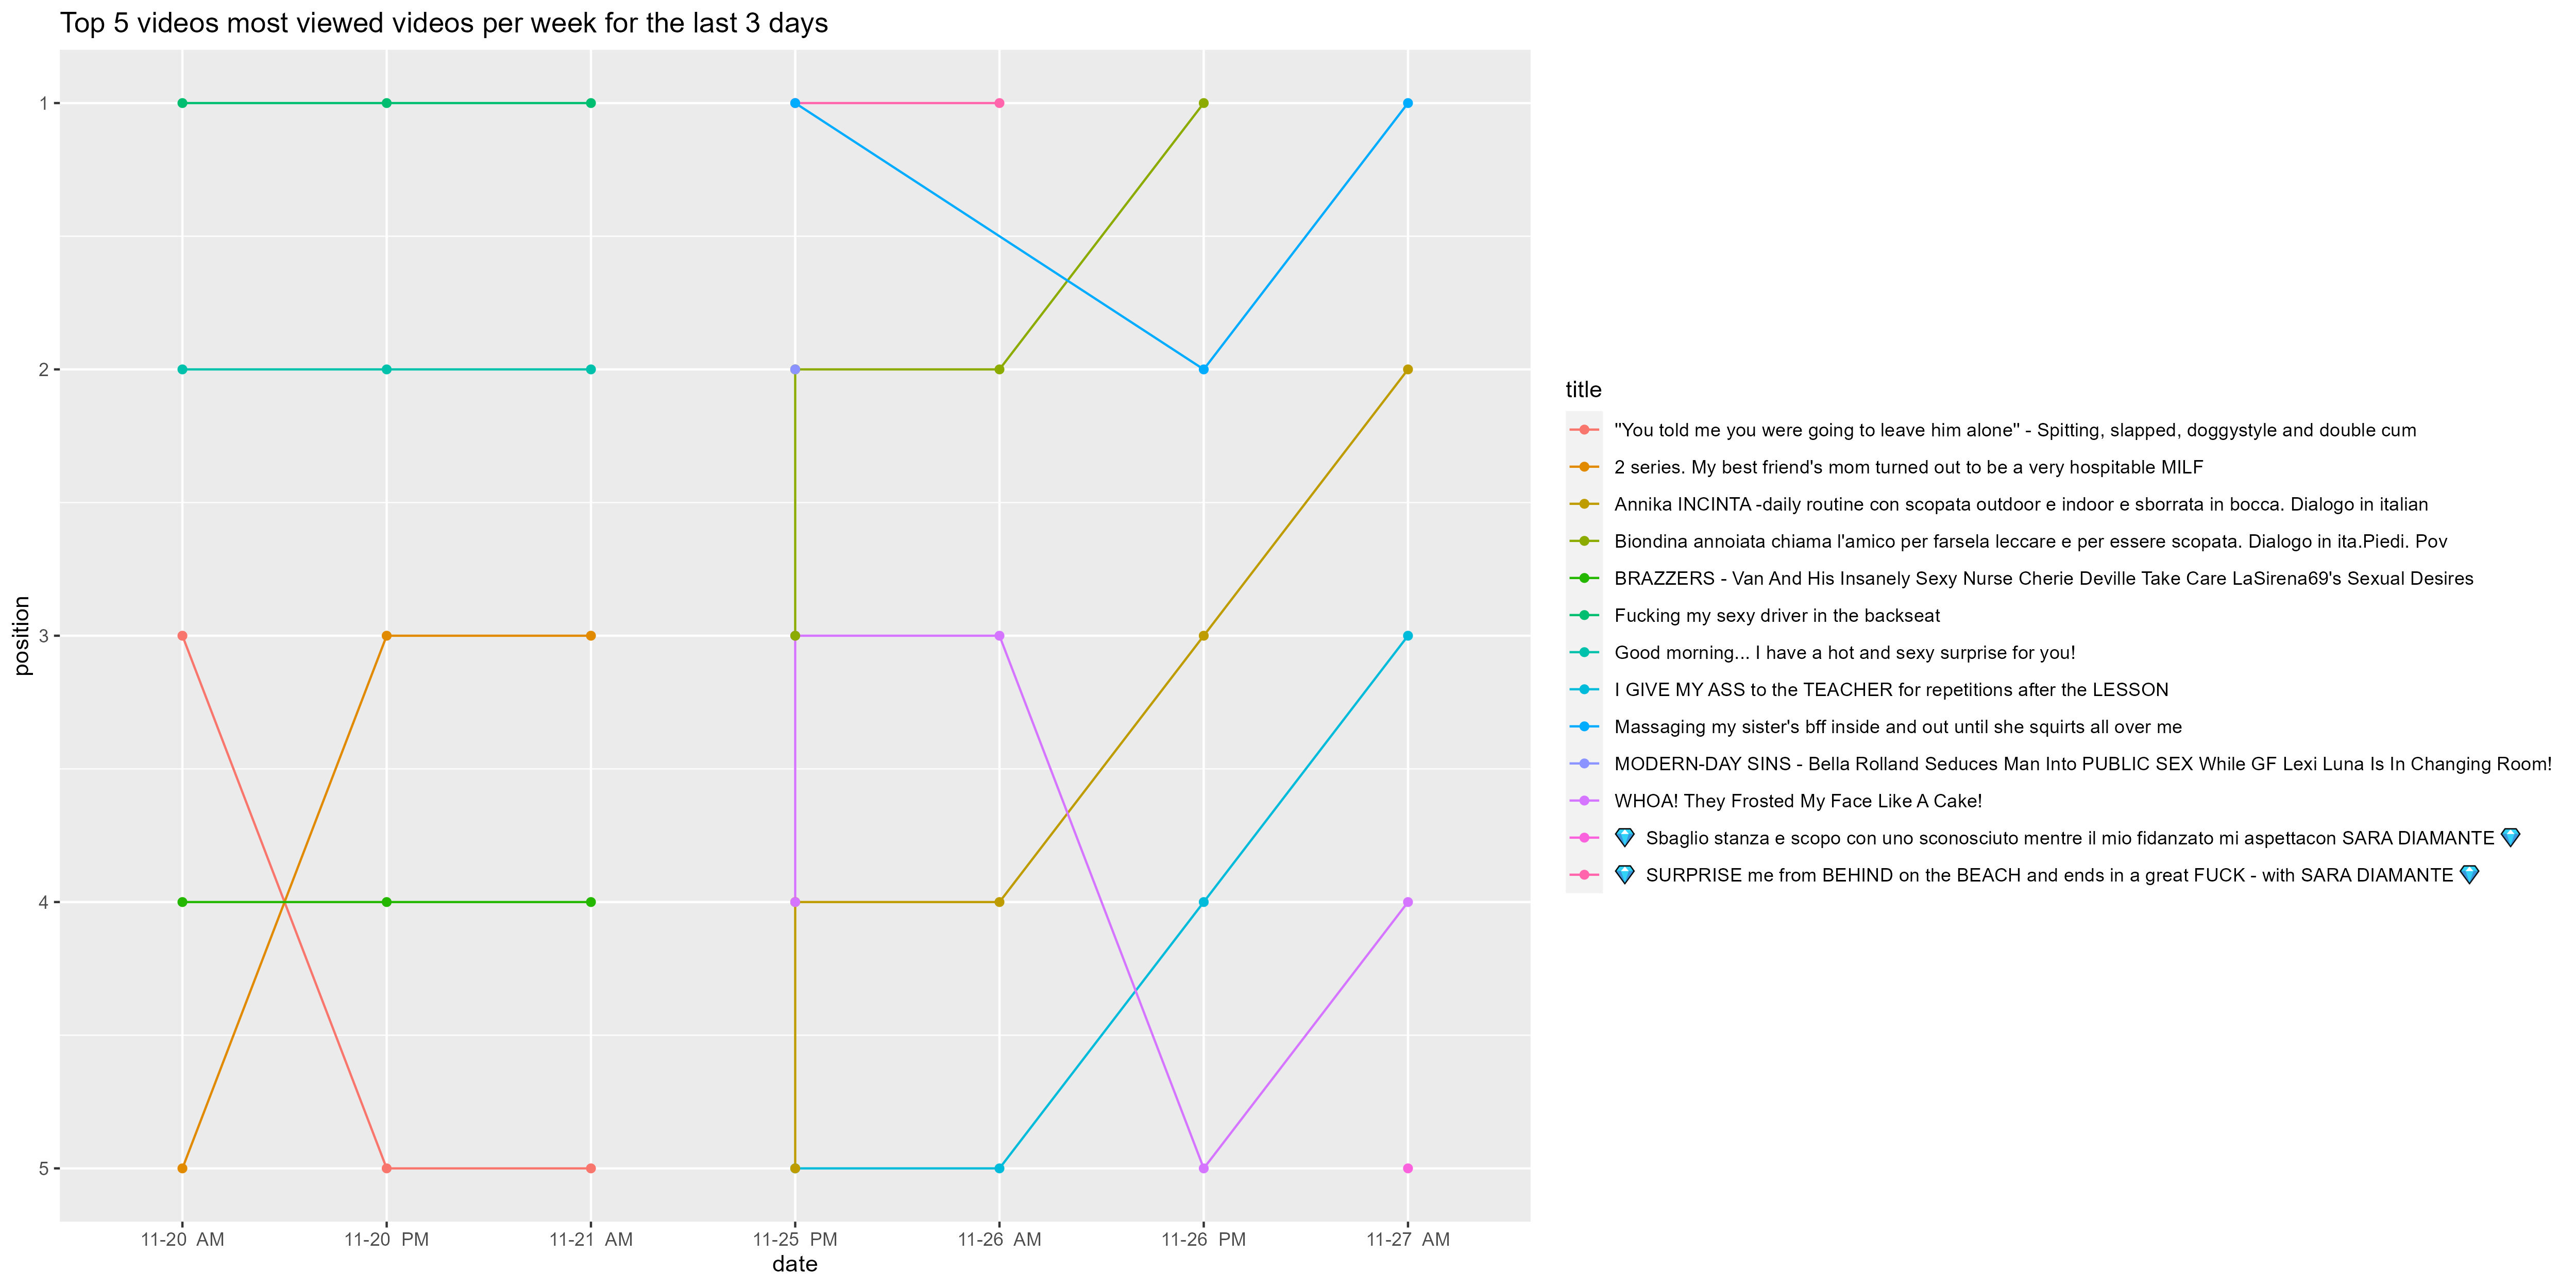 Top 5 videos most viewed videos per week for the last 3 days
position
1
2
3
4
5
11-20 AM
11-20 PM
11-21 AM
11-25 PM
11-26 AM
11-26 PM
11-27 AM
date
title
"You told me you were going to leave him alone" - Spitting, slapped, doggystyle and double cum
2 series. My best friend's mom turned out to be a very hospitable MILF
Annika INCINTA -daily routine con scopata outdoor e indoor e sborrata in bocca. Dialogo in italian
Biondina annoiata chiama l'amico per farsela leccare e per essere scopata. Dialogo in ita.Piedi. Pov
BRAZZERS - Van And His Insanely Sexy Nurse Cherie Deville Take Care LaSirena69's Sexual Desires
Fucking my sexy driver in the backseat
Good morning... I have a hot and sexy surprise for you!
I GIVE MY ASS to the TEACHER for repetitions after the LESSON
Massaging my sister's bff inside and out until she squirts all over me
MODERN-DAY SINS - Bella Rolland Seduces Man Into PUBLIC SEX While GF Lexi Luna Is In Changing Room!
WHOA! They Frosted My Face Like A Cake!
💎 Sbaglio stanza e scopo con uno sconosciuto mentre il mio fidanzato mi aspettacon SARA DIAMANTE 💎
💎 SURPRISE me from BEHIND on the BEACH and ends in a great FUCK - with SARA DIAMANTE 💎